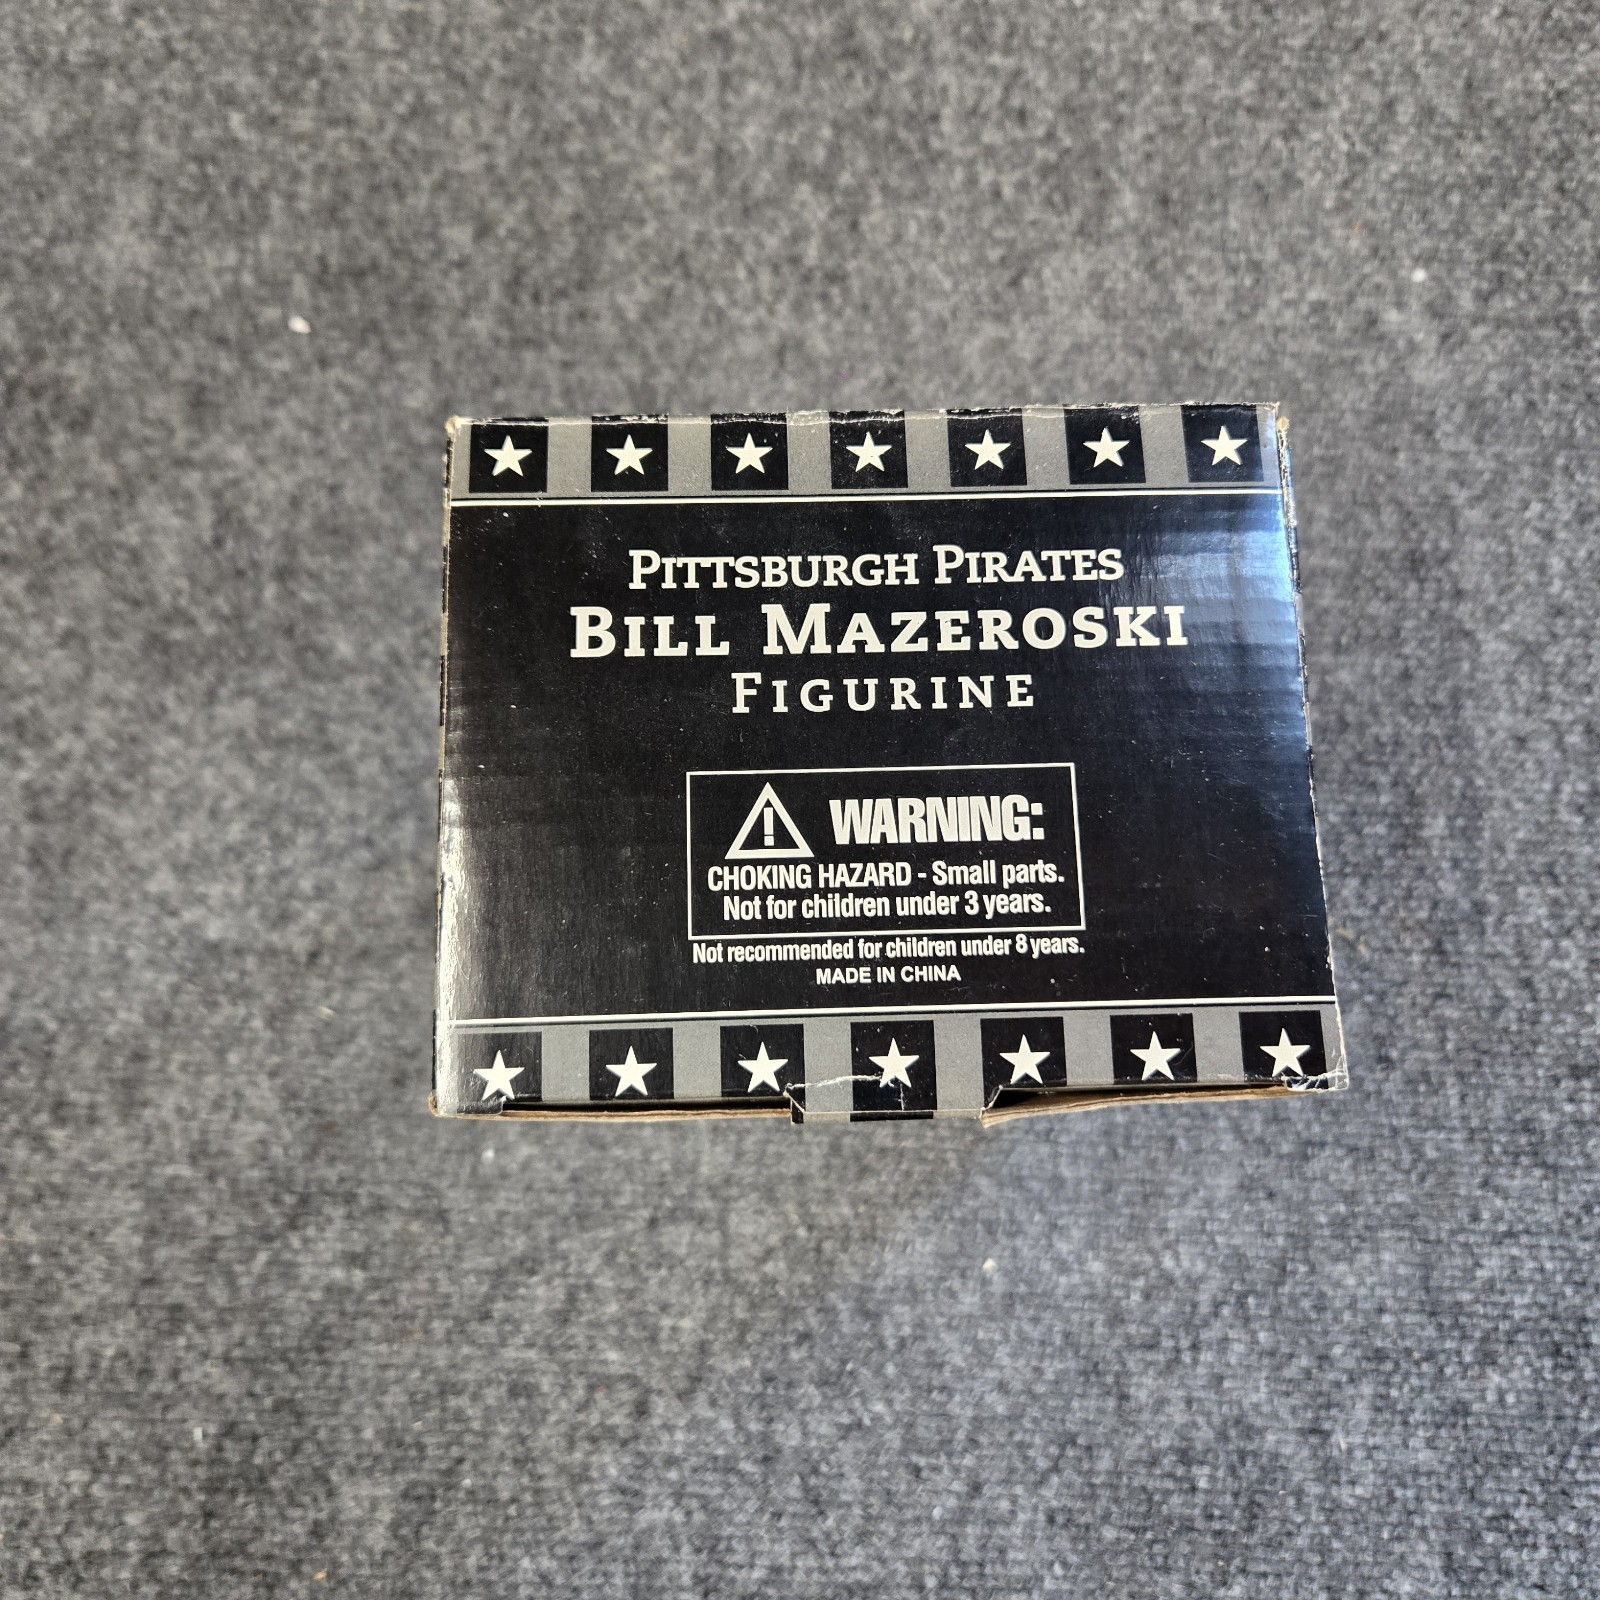 PITTSBURGH PIRATES
BILL MAZEROSKI
FIGURINE
WARNING:
CHOKING HAZARD - Small parts.
Not for children under 3 years.
Not recommended for children under 8 years.
MADE IN CHINA